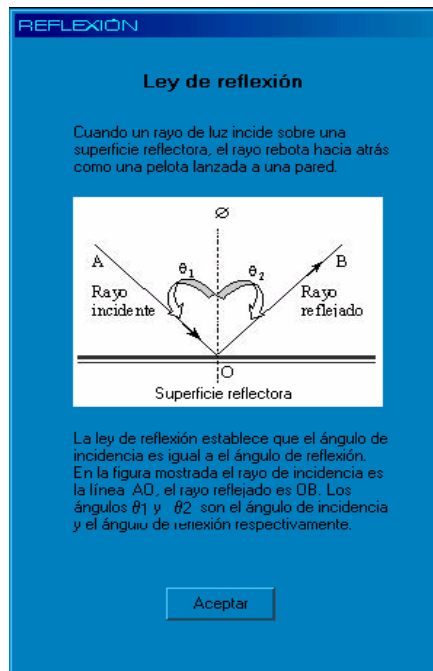 REFLEXIÓN
Ley de reflexión
Cuando un rayo de luz incide sobre una
superficie reflectora, el rayo rebota hacia atrás
como una pelota lanzada a una pared.
Ø
A θ1 θ2 B
Rayo Rayo
incidente reflejado
O
Superficie reflectora
La ley de reflexión establece que el ángulo de
incidencia es igual a el ángulo de reflexión.
En la figura mostrada el rayo de incidencia es
la línea AO, el rayo reflejado es OB. Los
ángulos θ1 y θ2 son el ángulo de incidencia
y el ángulo de reflexión respectivamente.
Aceptar